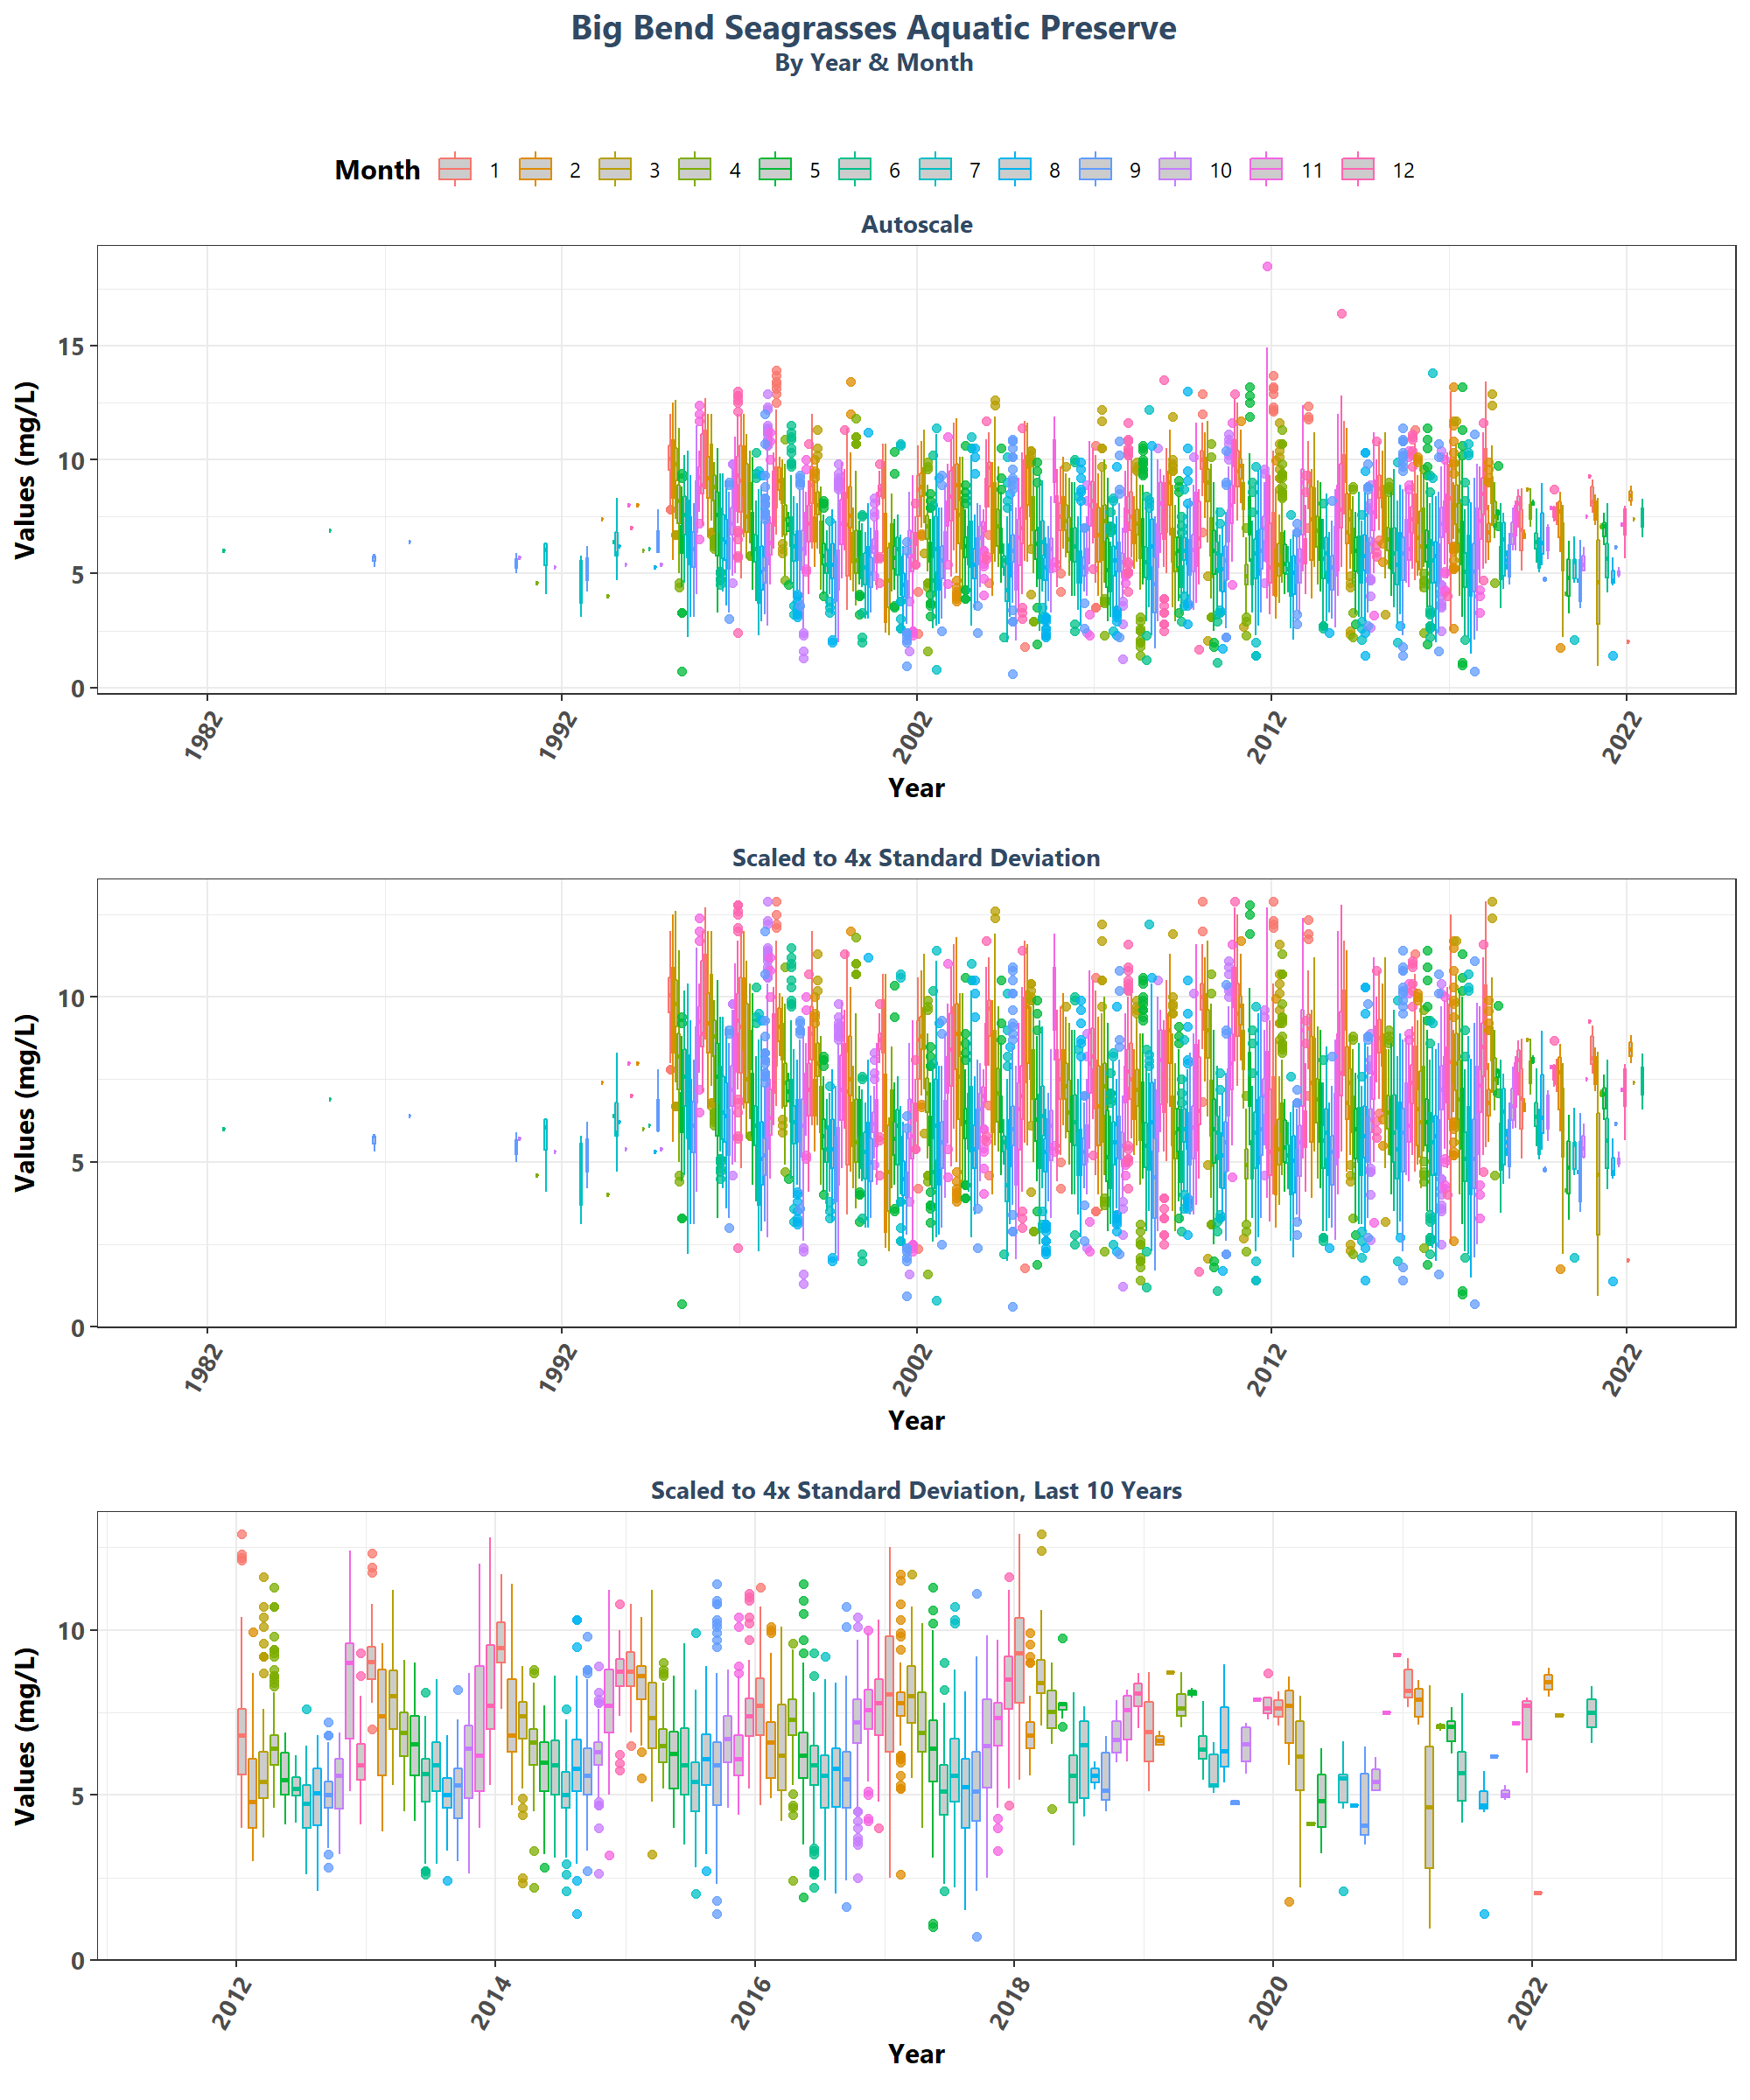 Big Bend Seagrasses Aquatic Preserve
By Year & Month
Month 1 2 3 4 5 6 7 8 9 10 11 12
Autoscale
Values (mg/L)
15
10
5
0
1982 1992 2002 2012 2022
Year
Scaled to 4x Standard Deviation
Values (mg/L)
10
5
0
1982 1992 2002 2012 2022
Year
Scaled to 4x Standard Deviation, Last 10 Years
Values (mg/L)
10
5
0
2012 2014 2016 2018 2020 2022
Year